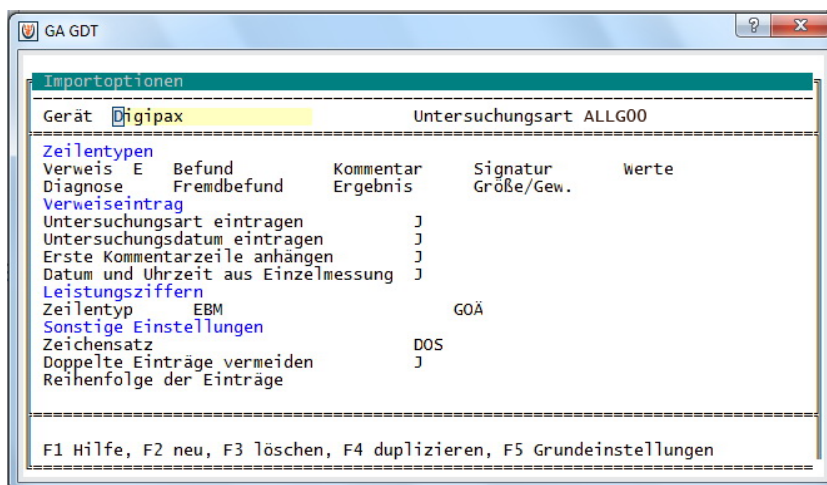 GA GDT
Importoptionen
Gerät Digipax Untersuchungsart ALLG00
Zeilentypen
Verweis E Befund Kommentar Signatur Werte
Diagnose Fremdbefund Ergebnis Größe/Gew.
Verweiseintrag
Untersuchungsart eintragen J
Untersuchungsdatum eintragen J
Erste Kommentarzeile anhängen J
Datum und Uhrzeit aus Einzelmessung J
Leistungsziffern
Zeilentyp EBM GOÄ
Sonstige Einstellungen
Zeichensatz DOS
Doppelte Einträge vermeiden J
Reihenfolge der Einträge
F1 Hilfe, F2 neu, F3 löschen, F4 duplizieren, F5 Grundeinstellungen